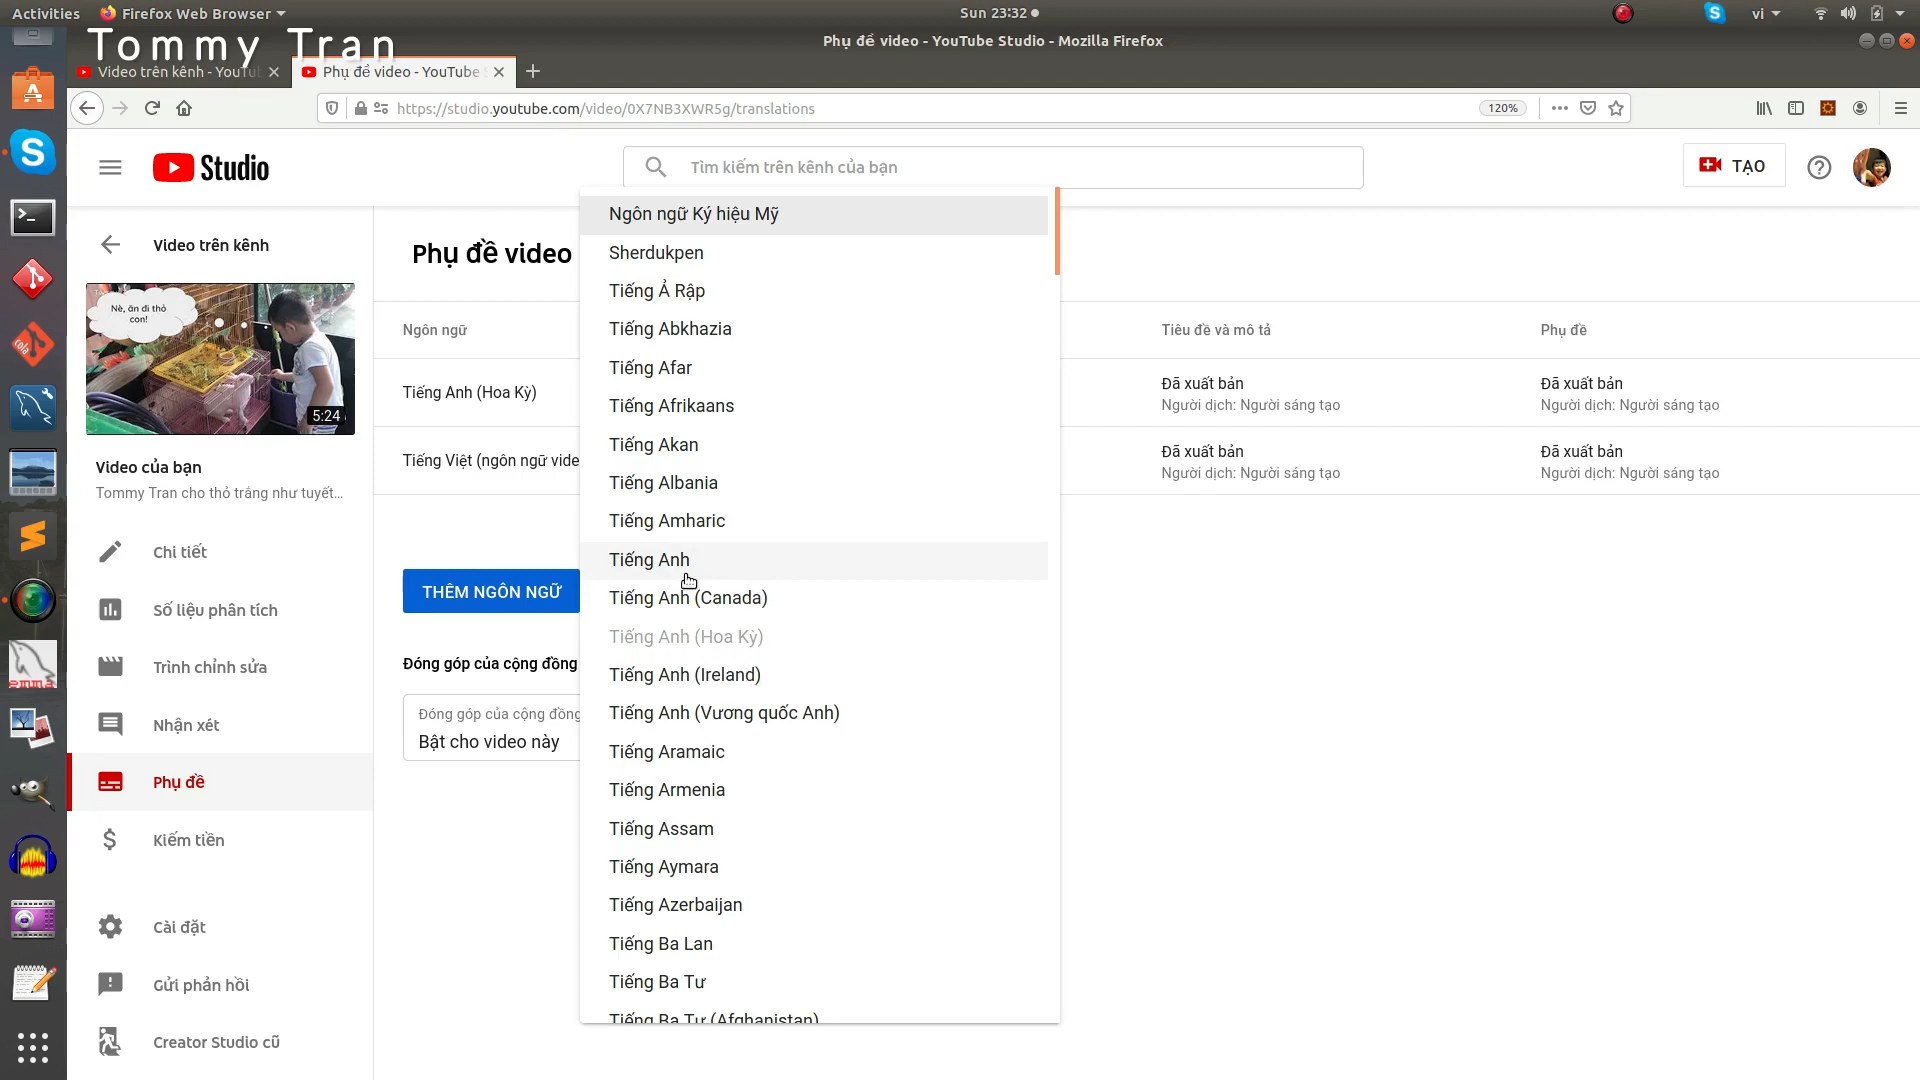 Activities
Firefox Web Browser
Sun 23:32
vi
Tommy Tran
Phụ đề video - YouTube Studio - Mozilla Firefox
Video trên kênh - YouTu
Phụ đề video - YouTube S
https://studio.youtube.com/video/0X7NB3XWR5g/translations
120%
Studio
Tìm kiếm trên kênh của bạn
TẠO
Video trên kênh
Nè, ăn đi thỏ
con!
5:24
Video của bạn
Tommy Tran cho thỏ trắng như tuyết...
Chi tiết
Số liệu phân tích
Trình chỉnh sửa
Nhận xét
Phụ đề
Kiếm tiền
Cài đặt
Gửi phản hồi
Creator Studio cũ
Phụ đề video
Ngôn ngữ
Tiêu đề và mô tả
Phụ đề
Tiếng Anh (Hoa Kỳ)
Đã xuất bản
Người dịch: Người sáng tạo
Đã xuất bản
Người dịch: Người sáng tạo
Tiếng Việt (ngôn ngữ vide
Đã xuất bản
Người dịch: Người sáng tạo
Đã xuất bản
Người dịch: Người sáng tạo
THÊM NGÔN NGỮ
Đóng góp của cộng đồng
Đóng góp của cộng đồng
Bật cho video này
Ngôn ngữ Ký hiệu Mỹ
Sherdukpen
Tiếng Ả Rập
Tiếng Abkhazia
Tiếng Afar
Tiếng Afrikaans
Tiếng Akan
Tiếng Albania
Tiếng Amharic
Tiếng Anh
Tiếng Anh (Canada)
Tiếng Anh (Hoa Kỳ)
Tiếng Anh (Ireland)
Tiếng Anh (Vương quốc Anh)
Tiếng Aramaic
Tiếng Armenia
Tiếng Assam
Tiếng Aymara
Tiếng Azerbaijan
Tiếng Ba Lan
Tiếng Ba Tư
Tiếng Ba Tư (Afghanistan)